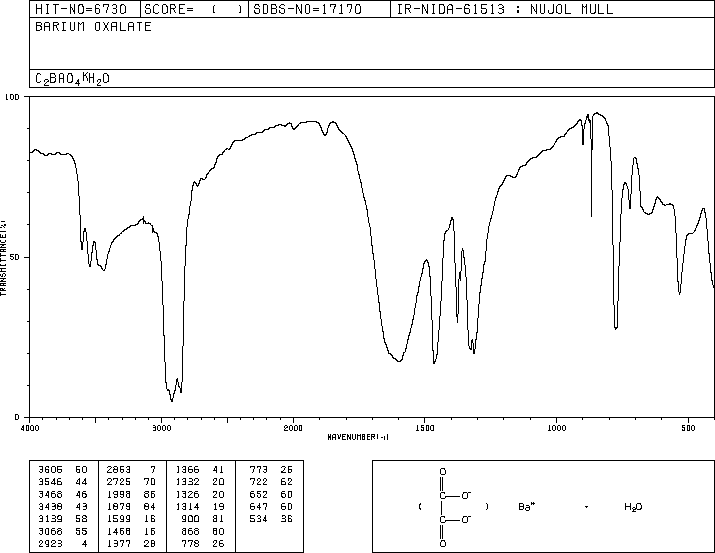 HIT-NO=6730 SCORE= ( ) SDBS-NO=17170 IR-NIDA-61513 : NUJOL MULL
BARIUM OXALATE
C2BAO4KH2O
100
50
0
TRANSMITTANCE(%)
4000 3000 2000 1500 1000 500
WAVENUMBER(-1)
3605 50 2853 7 1366 41 773 26
3546 44 2725 70 1332 20 722 62
3468 46 1998 86 1326 20 652 60
3438 43 1879 84 1314 19 647 60
3139 58 1599 16 900 81 534 36
3066 55 1468 16 868 60
2923 4 1377 28 778 26
O
C—O-
( ) Ba2+ · H2O
C—O-
O